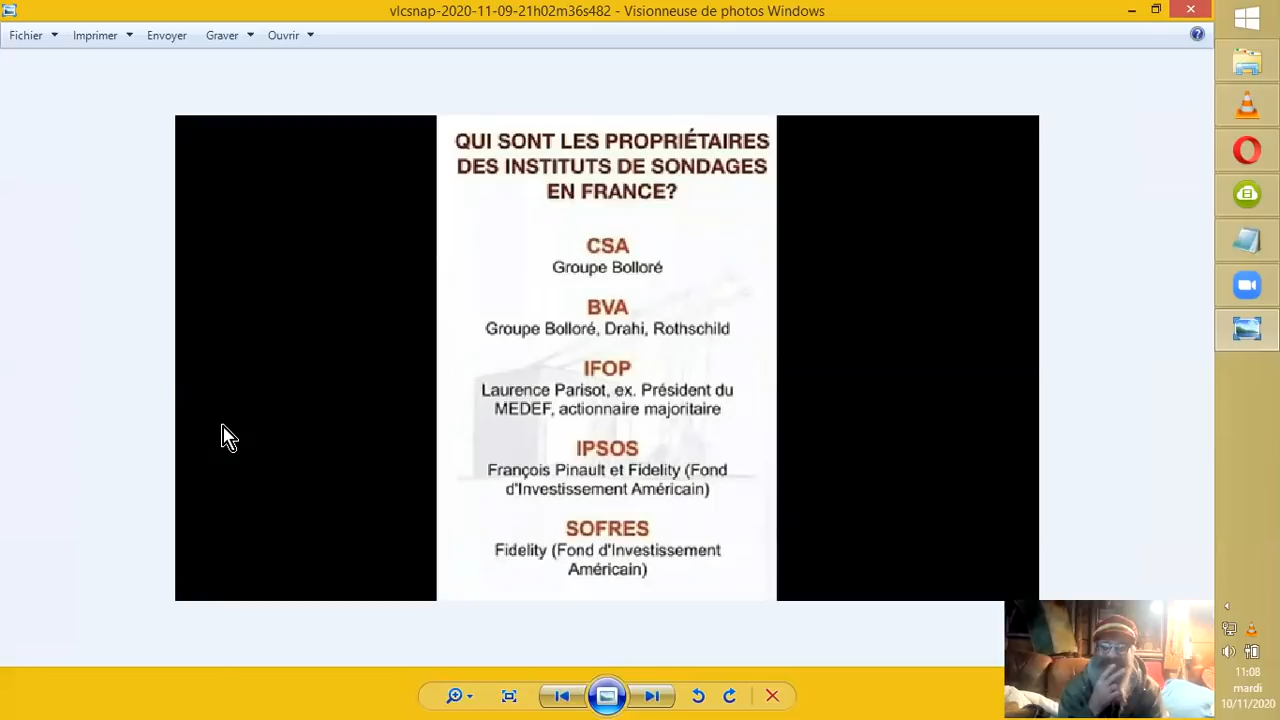 vlcsnap-2020-11-09-21h02m36s482 - Visionneuse de photos Windows
Fichier Imprimer Envoyer Graver Ouvrir
QUI SONT LES PROPRIÉTAIRES
DES INSTITUTS DE SONDAGES
EN FRANCE?
CSA
Groupe Bolloré
BVA
Groupe Bolloré, Drahi, Rothschild
IFOP
Laurence Parisot, ex. Président du
MEDEF, actionnaire majoritaire
IPSOS
François Pinault et Fidelity (Fond
d'Investissement Américain)
SOFRES
Fidelity (Fond d'Investissement
Américain)
11:08
mardi
10/11/2020